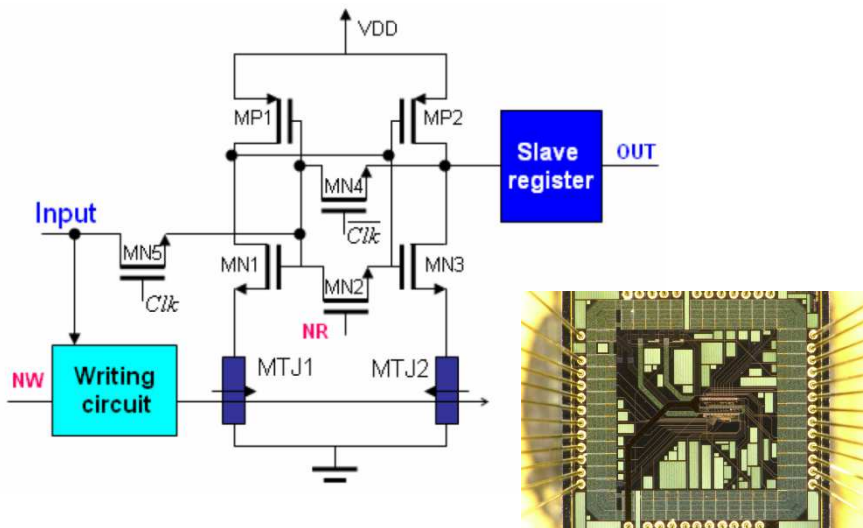 VDD
MP1
MP2
Slave
register
OUT
MN4
Clk
Input
MN5
Clk
MN1
MN2
MN3
NR
MTJ1
MTJ2
NW
Writing
circuit